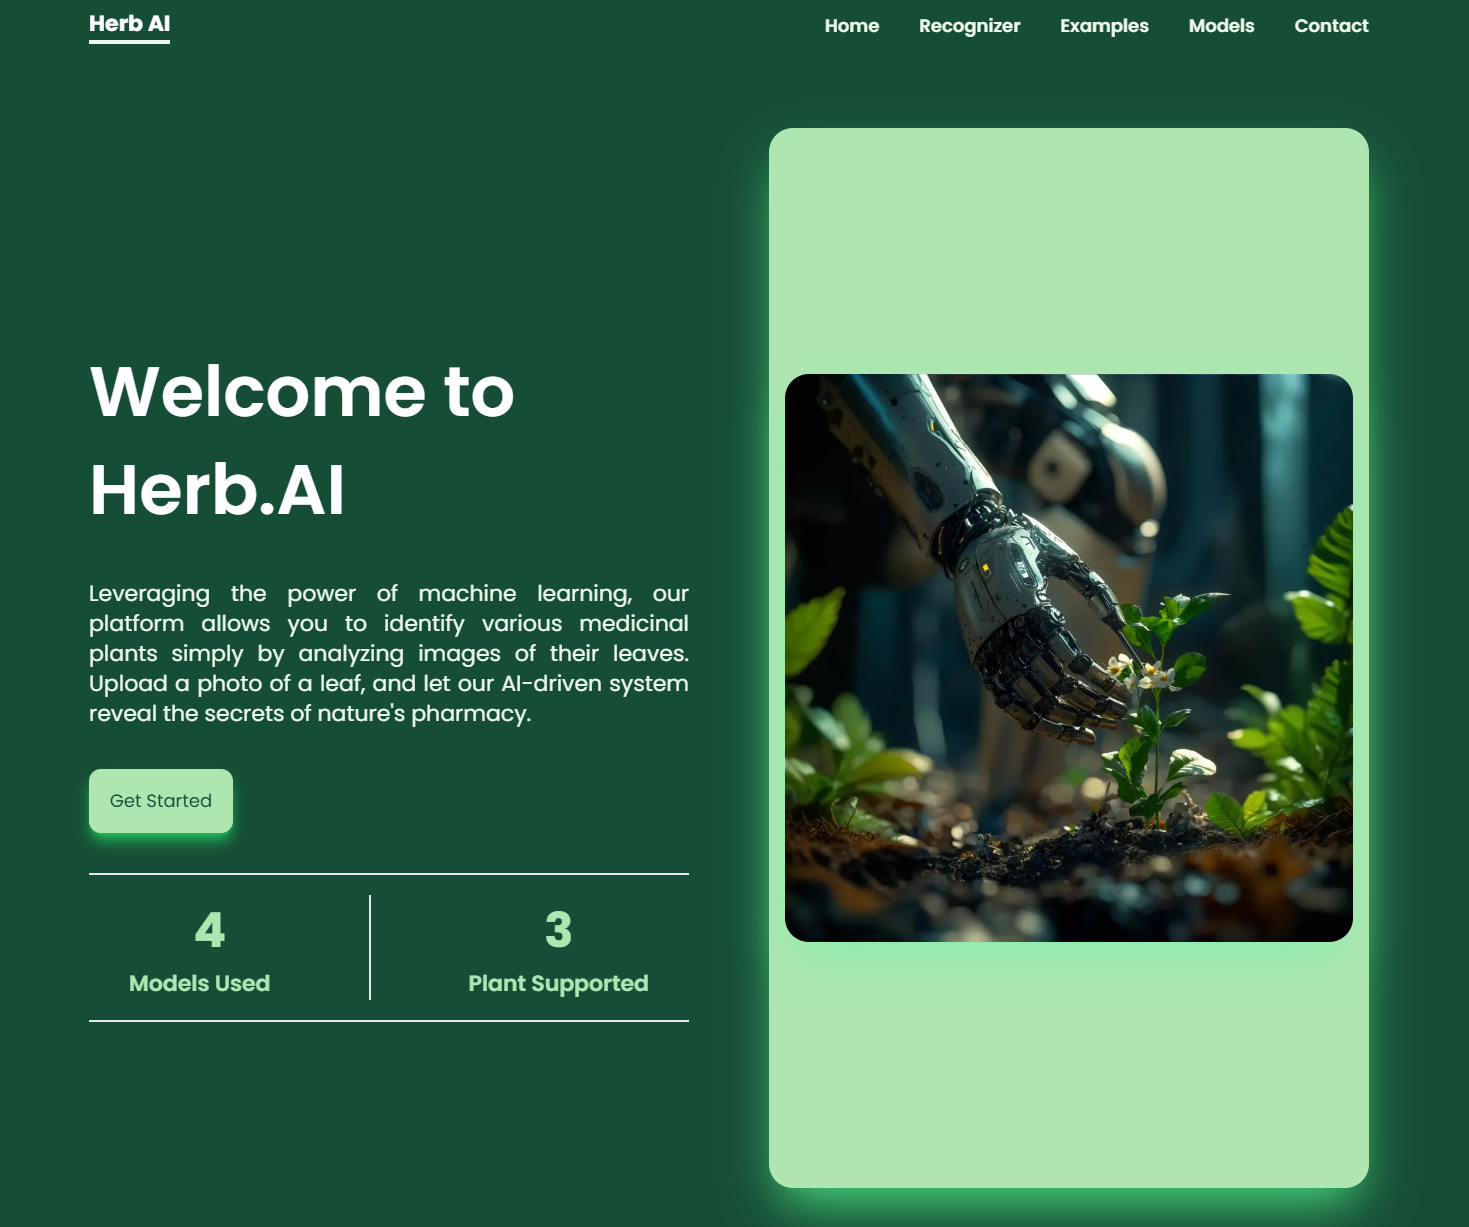 Herb AI
Home Recognizer Examples Models Contact
Welcome to
Herb.AI
Leveraging the power of machine learning, our
platform allows you to identify various medicinal
plants simply by analyzing images of their leaves.
Upload a photo of a leaf, and let our AI-driven system
reveal the secrets of nature's pharmacy.
Get Started
4
Models Used
3
Plant Supported